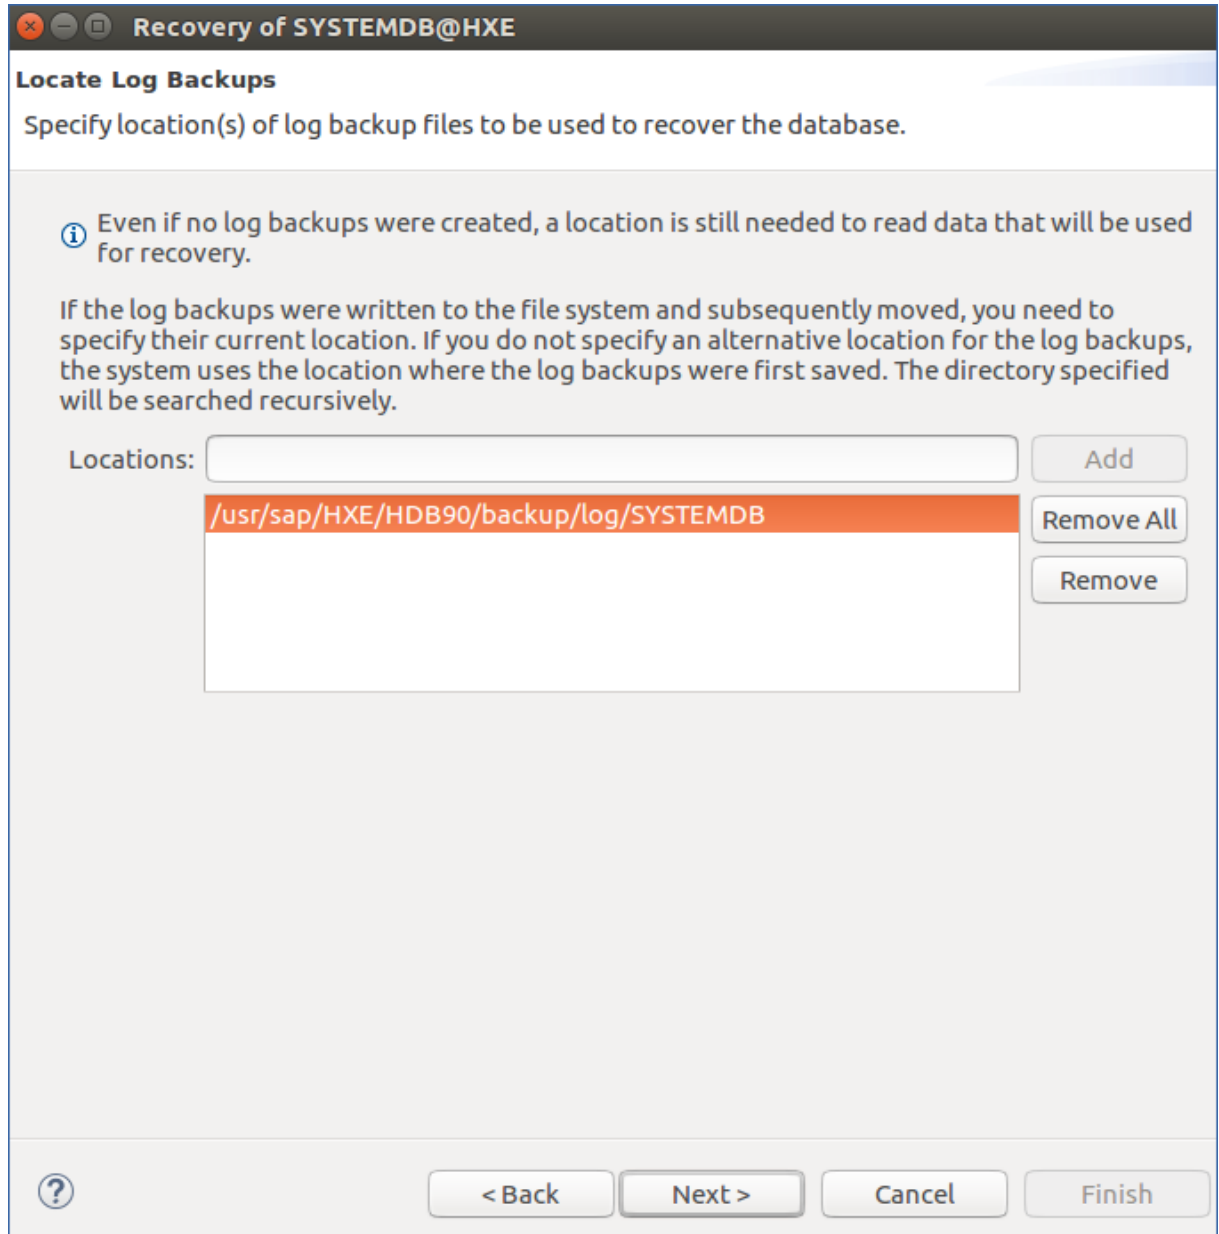 Recovery of SYSTEMDB@HXE
Locate Log Backups
Specify location(s) of log backup files to be used to recover the database.
Even if no log backups were created, a location is still needed to read data that will be used
for recovery.
If the log backups were written to the file system and subsequently moved, you need to
specify their current location. If you do not specify an alternative location for the log backups,
the system uses the location where the log backups were first saved. The directory specified
will be searched recursively.
Locations:
Add
/usr/sap/HXE/HDB90/backup/log/SYSTEMDB
Remove All
Remove
< Back
Next >
Cancel
Finish